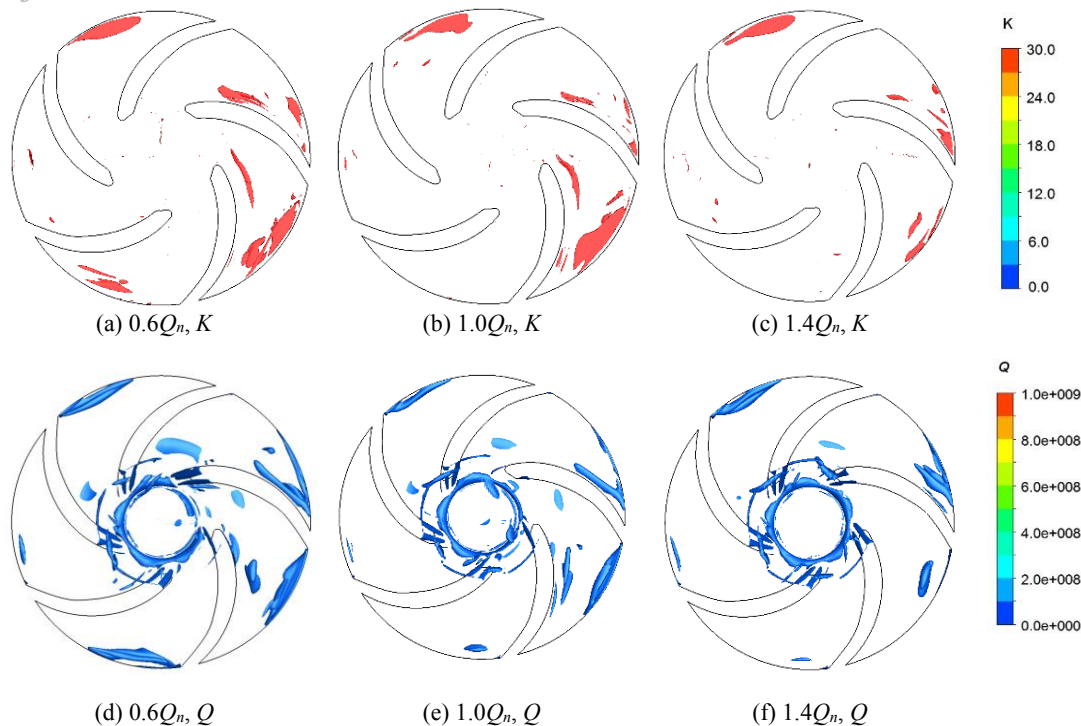 K
30.0
24.0
18.0
12.0
6.0
0.0
(a) 0.6Qn, K
(b) 1.0Qn, K
(c) 1.4Qn, K
Q
1.0e+009
8.0e+008
6.0e+008
4.0e+008
2.0e+008
0.0e+000
(d) 0.6Qn, Q
(e) 1.0Qn, Q
(f) 1.4Qn, Q